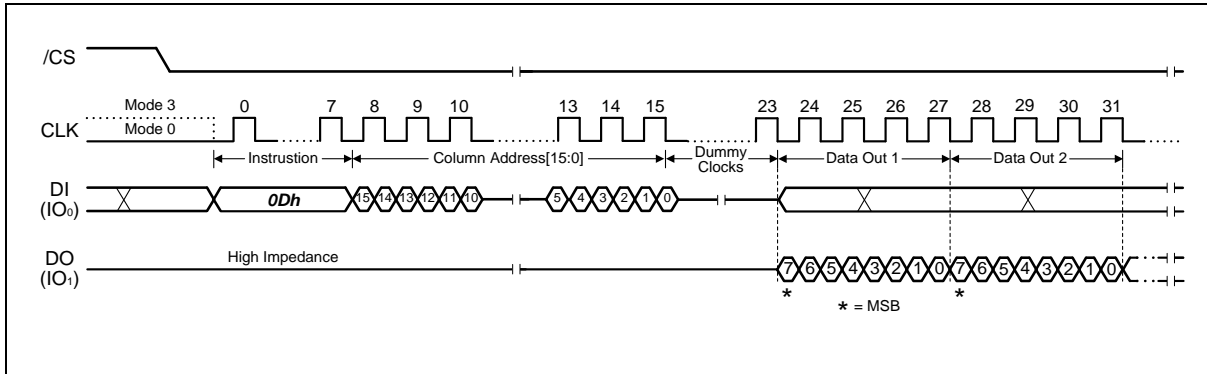 /CS
Mode 3 0 7 8 9 10 13 14 15 23 24 25 26 27 28 29 30 31
CLK Mode 0
Instrustion Column Address[15:0] Dummy Clocks Data Out 1 Data Out 2
DI
(IO₀) 0Dh 15 14 13 12 11 10 5 4 3 2 1 0
DO High Impedance
(IO₁) 7 6 5 4 3 2 1 0 7 6 5 4 3 2 1 0
* *
* = MSB